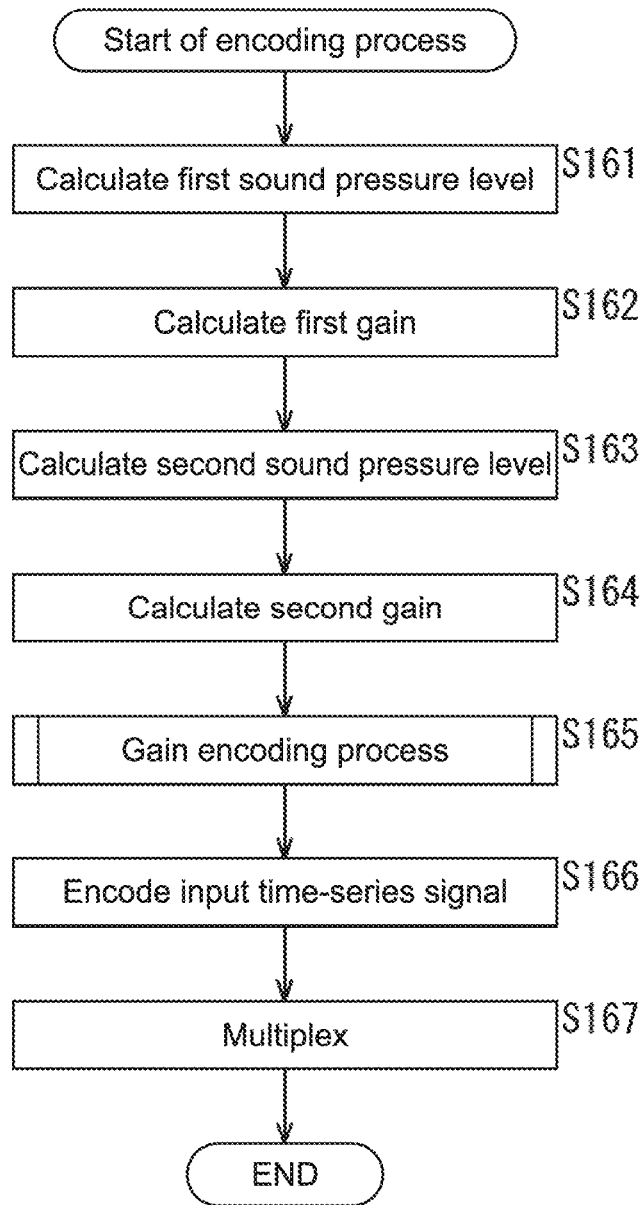 Start of encoding process
Calculate first sound pressure level
S161
Calculate first gain
S162
Calculate second sound pressure level
S163
Calculate second gain
S164
Gain encoding process
S165
Encode input time-series signal
S166
Multiplex
S167
END